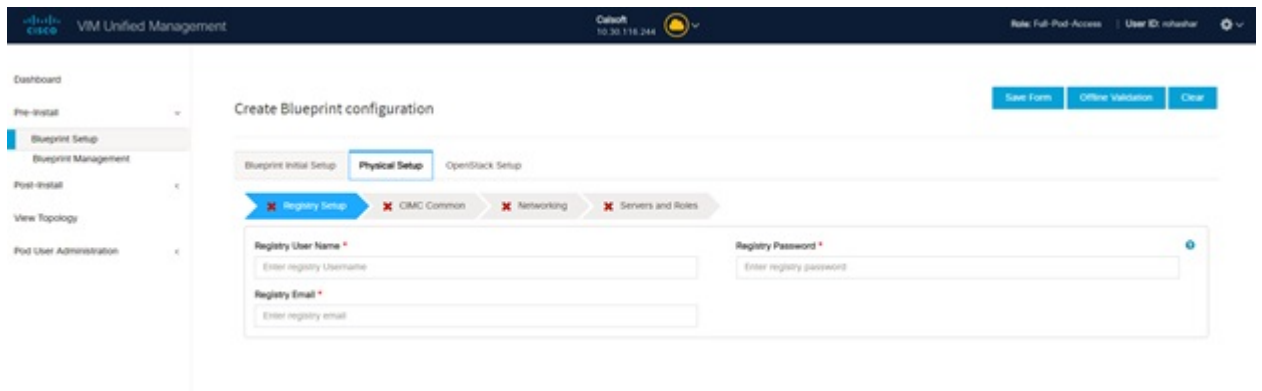 CISCO VIM Unified Management
Calsoft
10.30.116.244
Role: Full-Pod-Access | User ID: rohashar
Dashboard
Pre-Install
Blueprint Setup
Blueprint Management
Post-Install
View Topology
Pod User Administration
Create Blueprint configuration
Save Form
Offline Validation
Clear
Blueprint Initial Setup
Physical Setup
OpenStack Setup
Registry Setup
CIMC Common
Networking
Servers and Roles
Registry User Name *
Enter registry Username
Registry Password *
Enter registry password
Registry Email *
Enter registry email